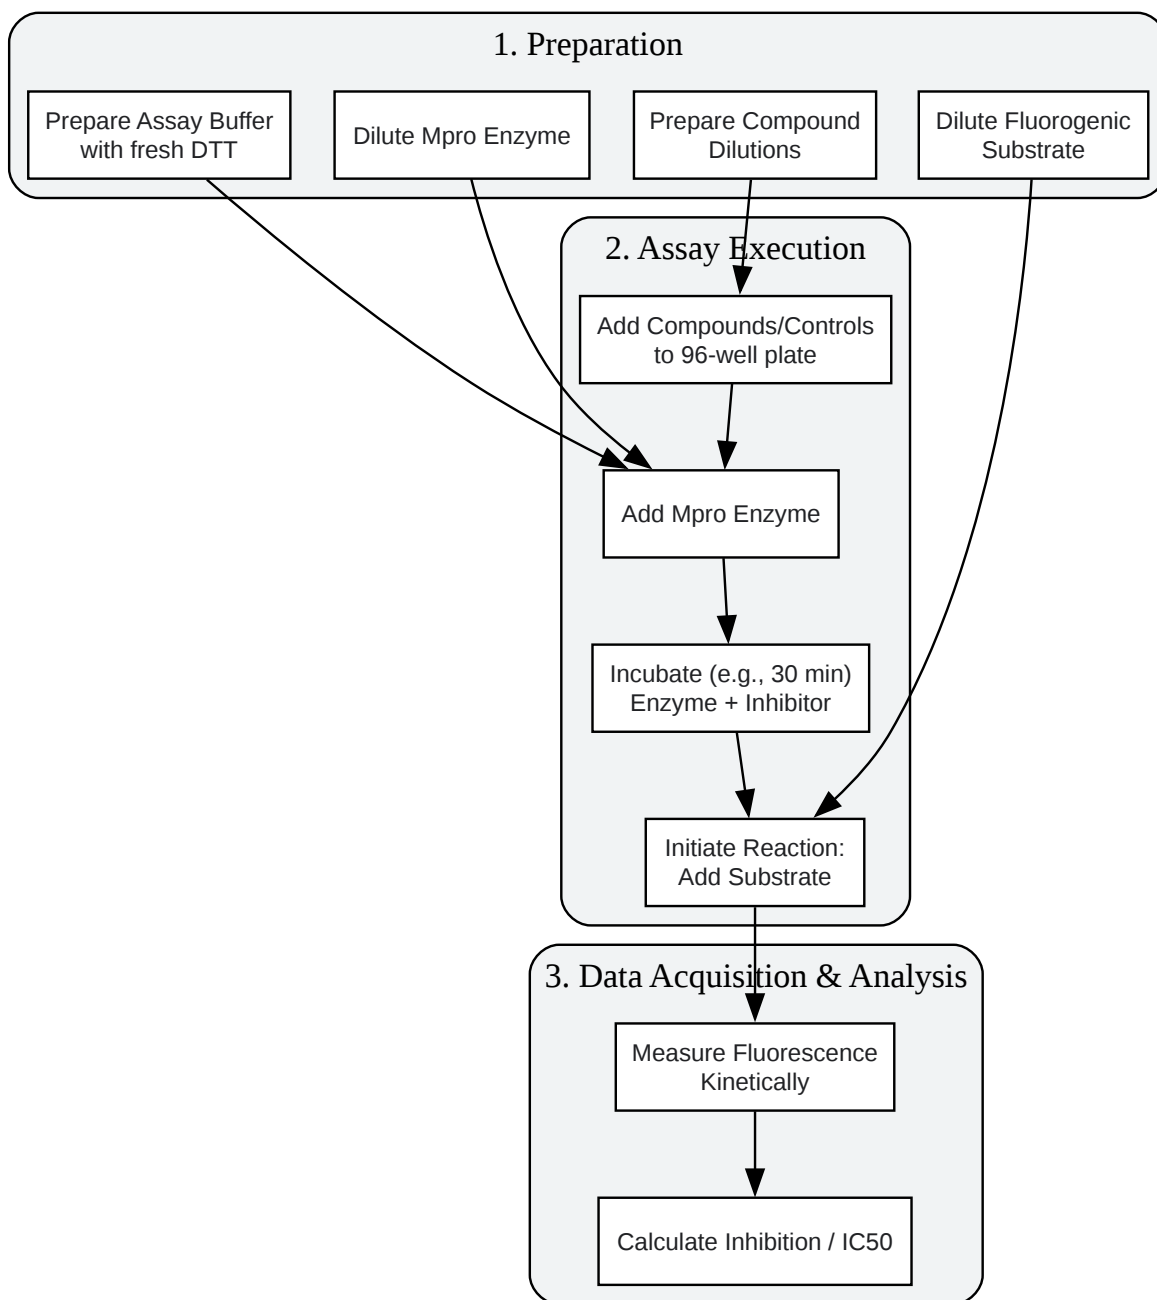 1. Preparation
Prepare Assay Buffer
with fresh DTT
Dilute Mpro Enzyme
Prepare Compound
Dilutions
Dilute Fluorogenic
Substrate
2. Assay Execution
Add Compounds/Controls
to 96-well plate
Add Mpro Enzyme
Incubate (e.g., 30 min)
Enzyme + Inhibitor
Initiate Reaction:
Add Substrate
3. Data Acquisition & Analysis
Measure Fluorescence
Kinetically
Calculate Inhibition / IC50